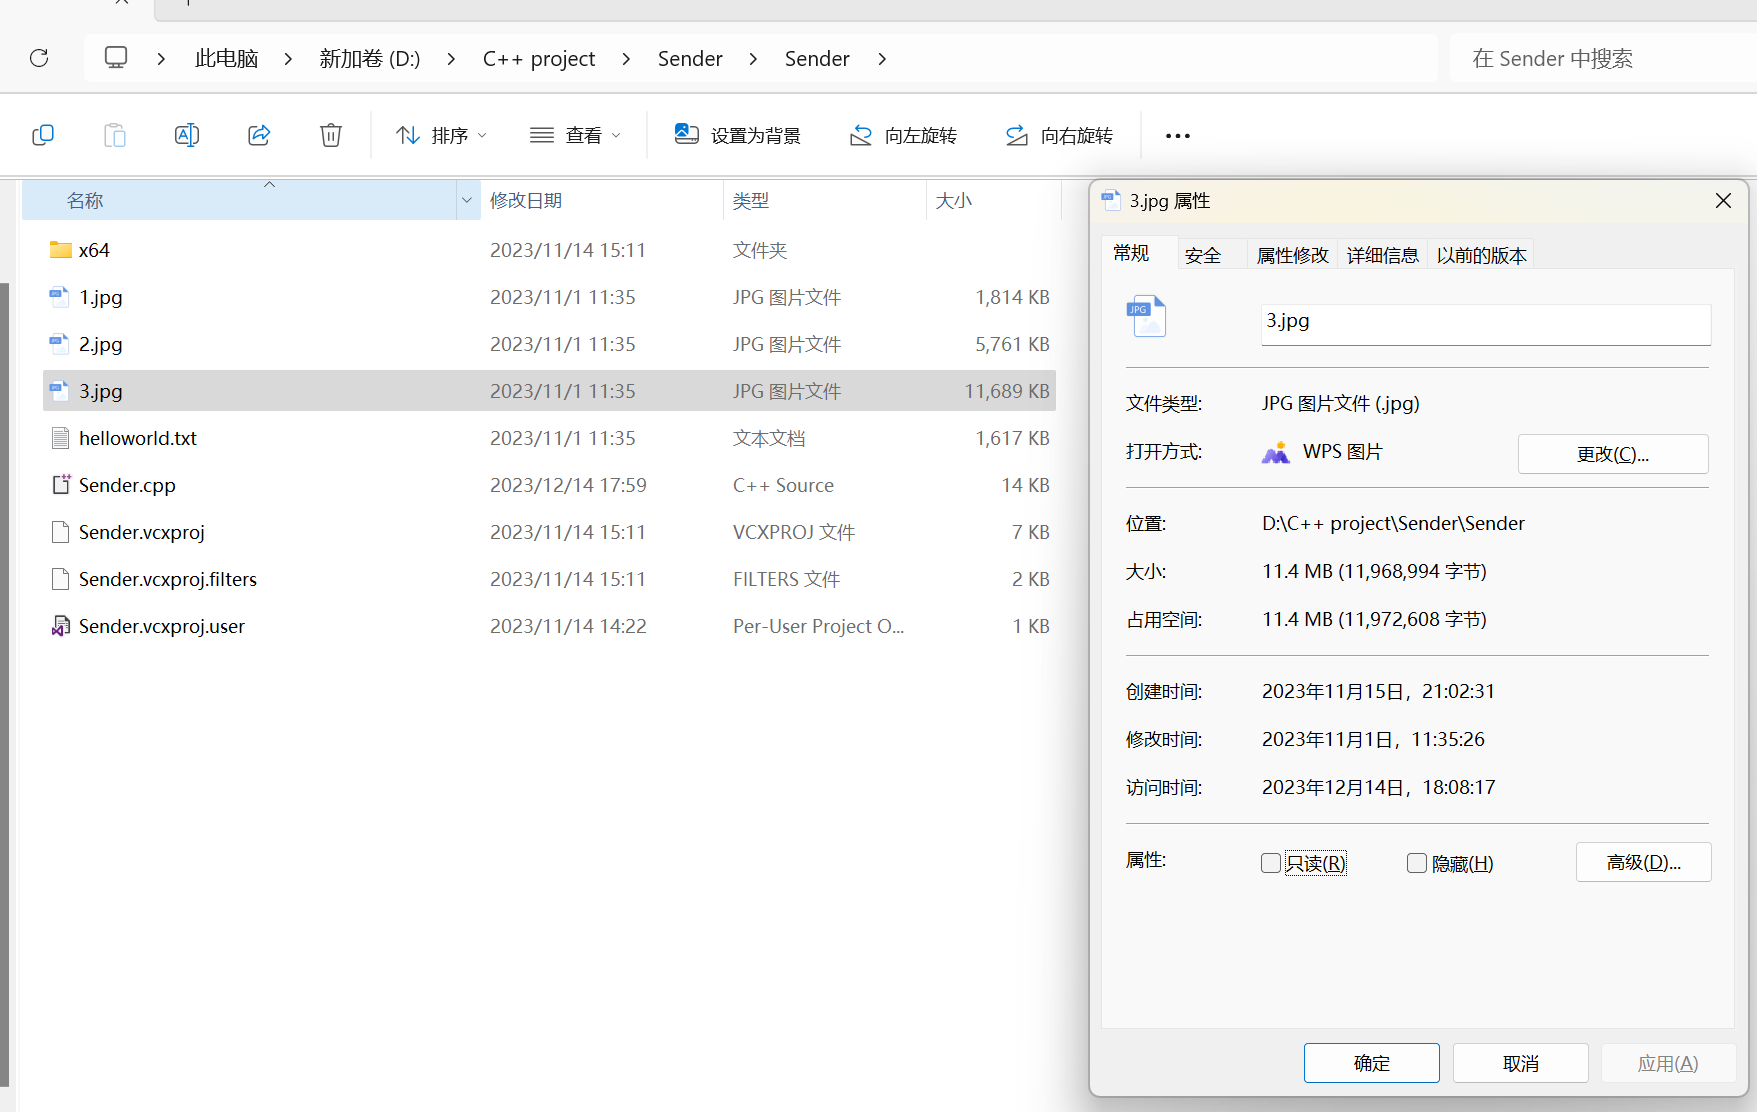 此电脑 新加卷 (D:) C++ project Sender Sender
在 Sender 中搜索
排序 查看 设置为背景 向左旋转 向右旋转
名称 修改日期 类型 大小
x64 2023/11/14 15:11 文件夹
1.jpg 2023/11/1 11:35 JPG 图片文件 1,814 KB
2.jpg 2023/11/1 11:35 JPG 图片文件 5,761 KB
3.jpg 2023/11/1 11:35 JPG 图片文件 11,689 KB
helloworld.txt 2023/11/1 11:35 文本文档 1,617 KB
Sender.cpp 2023/12/14 17:59 C++ Source 14 KB
Sender.vcxproj 2023/11/14 15:11 VCXPROJ 文件 7 KB
Sender.vcxproj.filters 2023/11/14 15:11 FILTERS 文件 2 KB
Sender.vcxproj.user 2023/11/14 14:22 Per-User Project O... 1 KB
3.jpg 属性
常规 安全 属性修改 详细信息 以前的版本
JPG
3.jpg
文件类型: JPG 图片文件 (.jpg)
打开方式: WPS 图片 更改(C)...
位置: D:\C++ project\Sender\Sender
大小: 11.4 MB (11,968,994 字节)
占用空间: 11.4 MB (11,972,608 字节)
创建时间: 2023年11月15日，21:02:31
修改时间: 2023年11月1日，11:35:26
访问时间: 2023年12月14日，18:08:17
属性: 只读(R) 隐藏(H) 高级(D)...
确定 取消 应用(A)